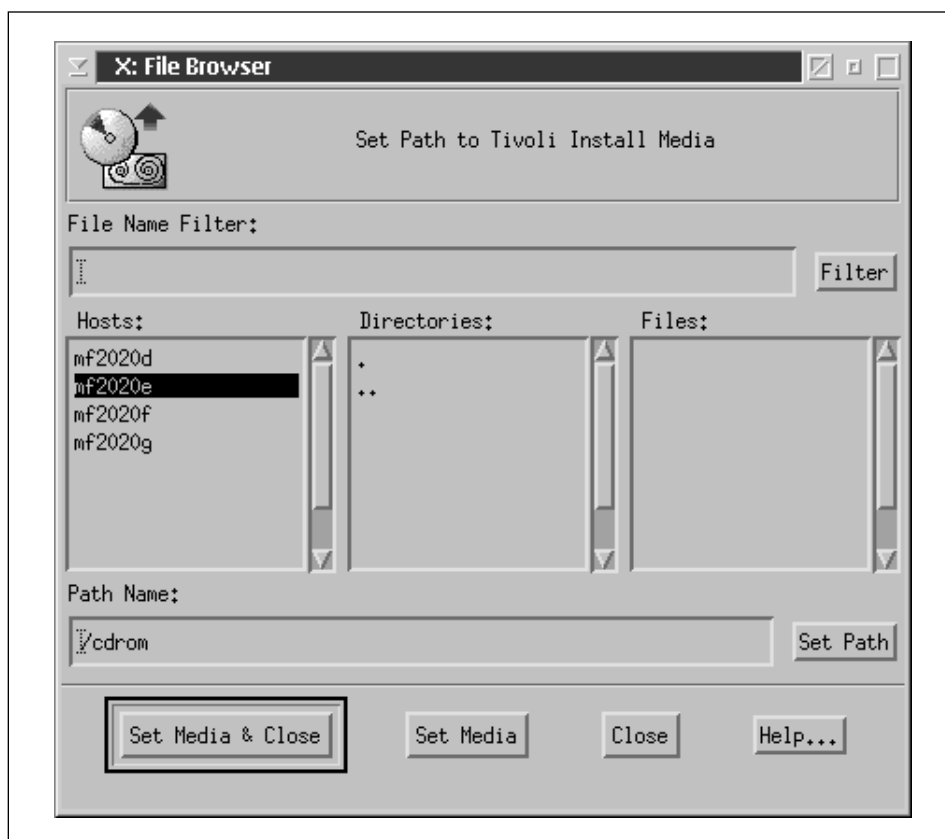 X: File Browser
Set Path to Tivoli Install Media
File Name Filter:
Filter
Hosts:
Directories:
Files:
mf2020d
mf2020e
mf2020f
mf2020g
.
..
Path Name:
/cdrom
Set Path
Set Media & Close
Set Media
Close
Help...